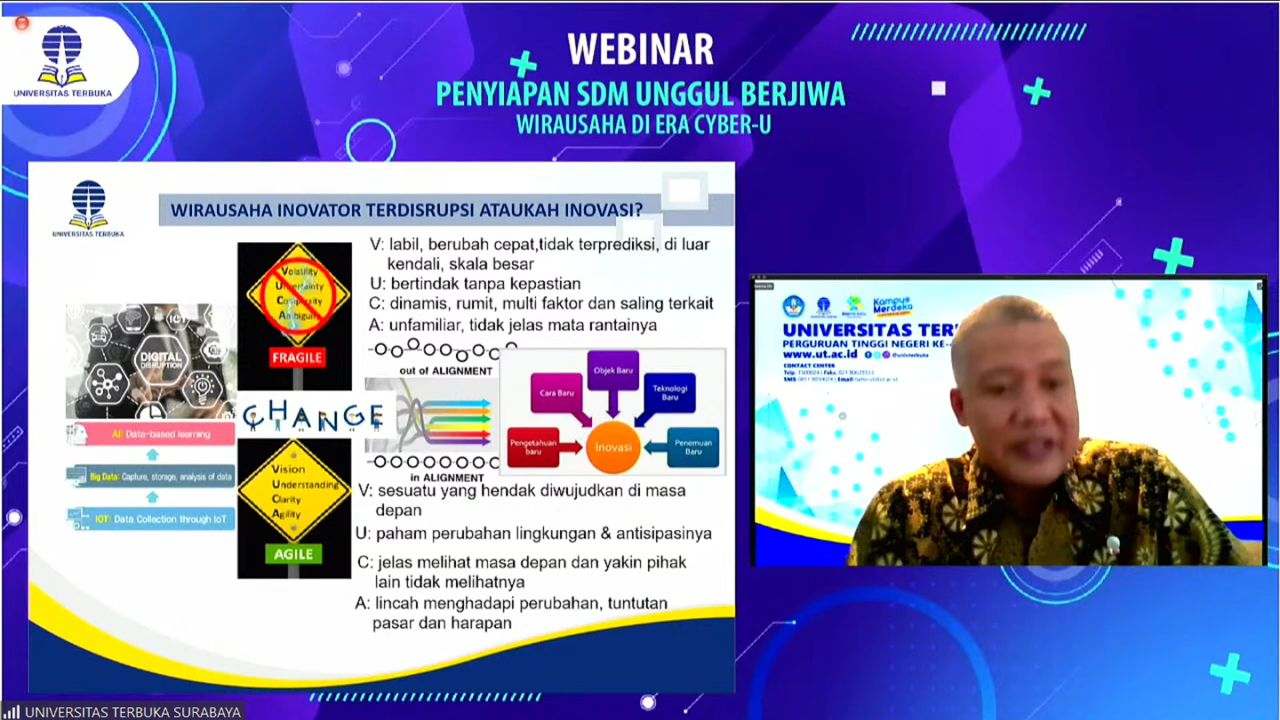 UNIVERSITAS TERBUKA
WEBINAR
PENYIAPAN SDM UNGGUL BERJIWA
WIRAUSAHA DI ERA CYBER-U
UNIVERSITAS TERBUKA
WIRAUSAHA INOVATOR TERDISRUPSI ATAUKAH INOVASI?
Volatility
Uncertainty
Complexity
Ambiguity
FRAGILE
V: labil, berubah cepat,tidak terprediksi, di luar
kendali, skala besar
U: bertindak tanpa kepastian
C: dinamis, rumit, multi faktor dan saling terkait
A: unfamiliar, tidak jelas mata rantainya
out of ALIGNMENT
IOT
DIGITAL
DISRUPTION
AI: Data-based learning
Big Data: Capture, storage, analysis of data
IOT: Data Collection through IoT
CHANGE
Objek Baru
Cara Baru
Teknologi
Baru
Pengetahuan
baru
Inovasi
Penemuan
Baru
in ALIGNMENT
Vision
Understanding
Clarity
Agility
AGILE
V: sesuatu yang hendak diwujudkan di masa
depan
U: paham perubahan lingkungan & antisipasinya
C: jelas melihat masa depan dan yakin pihak
lain tidak melihatnya
A: lincah menghadapi perubahan, tuntutan
pasar dan harapan
Kampus
Merdeka
UNIVERSITAS TER
PERGURUAN TINGGI NEGERI KE-
www.ut.ac.id
CONTACT CENTER
UNIVERSITAS TERBUKA SURABAYA